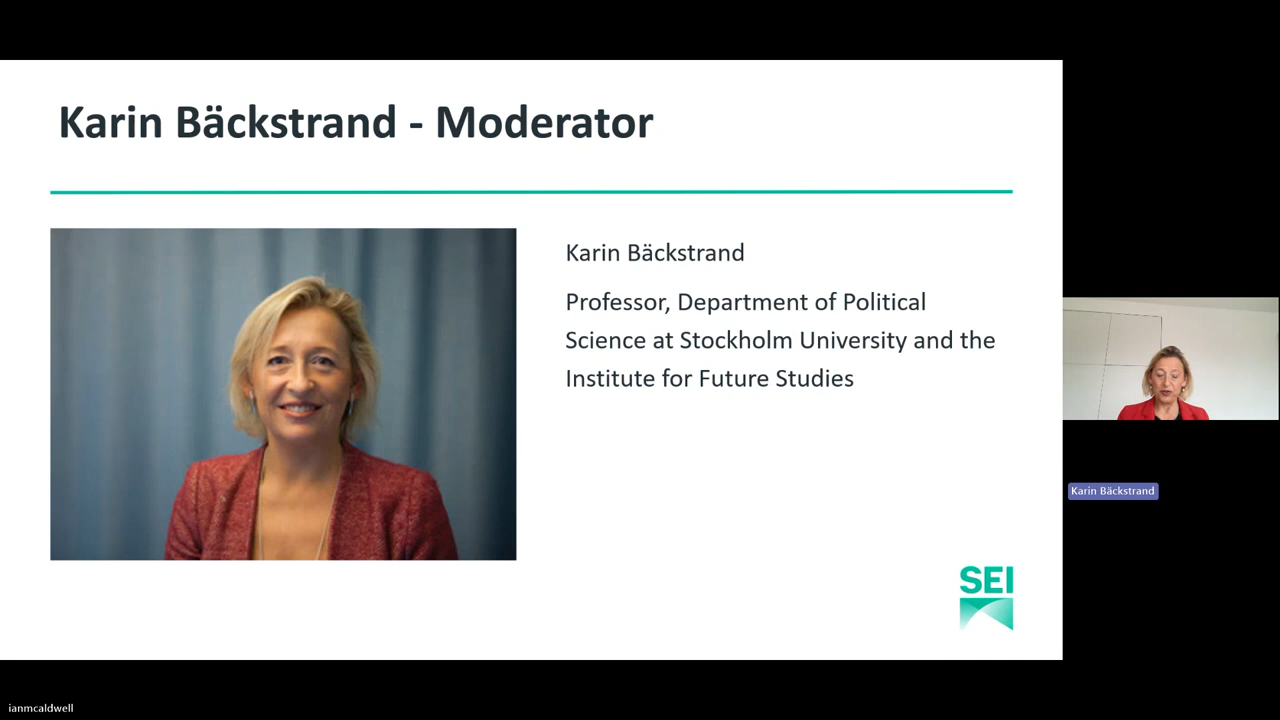 Karin Bäckstrand - Moderator
Karin Bäckstrand
Professor, Department of Political
Science at Stockholm University and the
Institute for Future Studies
SEI
Karin Bäckstrand
ianmcaldwell